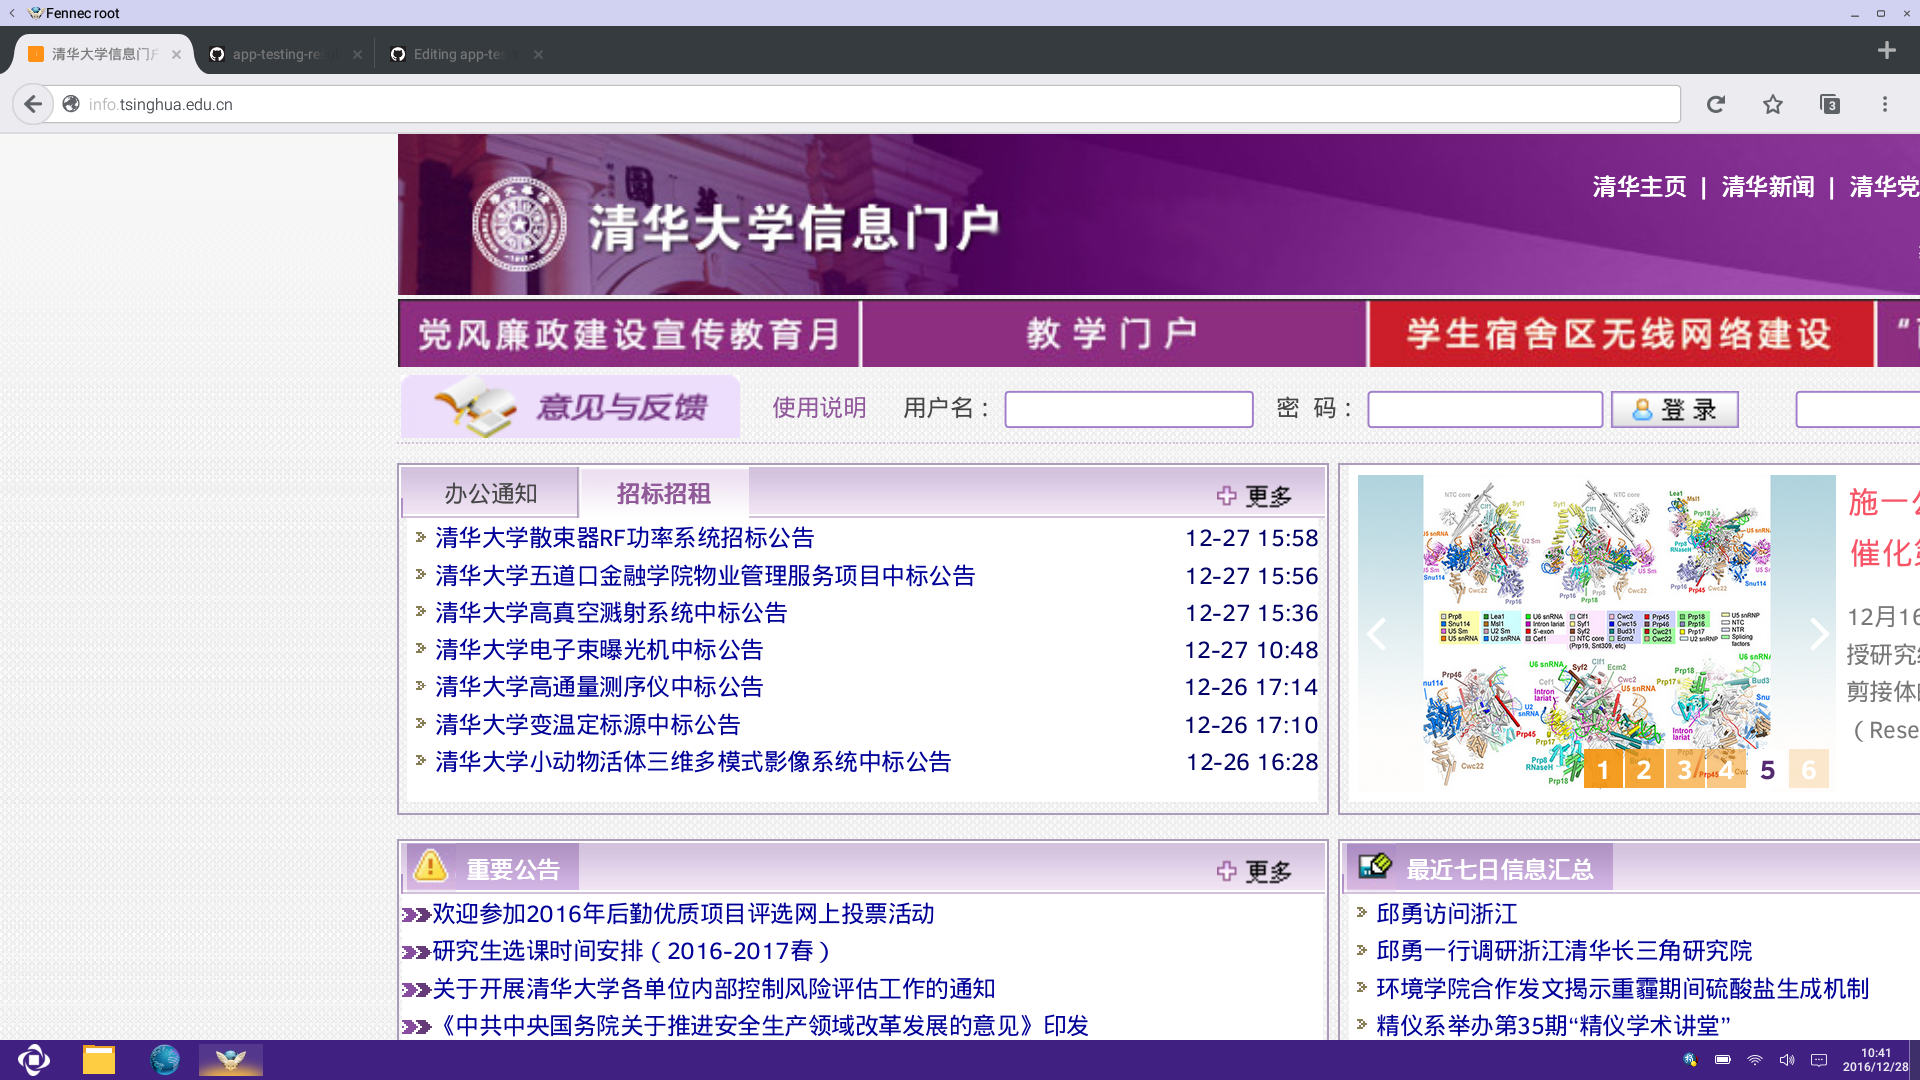 Fennec root
清华大学信息门户
app-testing-re
Editing app-tes
info.tsinghua.edu.cn
3
清华主页 | 清华新闻 | 清华党
清华大学信息门户
党风廉政建设宣传教育月
教学门户
学生宿舍区无线网络建设
意见与反馈
使用说明
用户名：
密 码：
登 录
办公通知
招标招租
更多
清华大学散束器RF功率系统招标公告 12-27 15:58
清华大学五道口金融学院物业管理服务项目中标公告 12-27 15:56
清华大学高真空溅射系统中标公告 12-27 15:36
清华大学电子束曝光机中标公告 12-27 10:48
清华大学高通量测序仪中标公告 12-26 17:14
清华大学变温定标源中标公告 12-26 17:10
清华大学小动物活体三维多模式影像系统中标公告 12-26 16:28
施一
催化
12月16
授研究
剪接体
（Rese
1 2 3 4 5 6
重要公告
更多
欢迎参加2016年后勤优质项目评选网上投票活动
研究生选课时间安排（2016-2017春）
关于开展清华大学各单位内部控制风险评估工作的通知
《中共中央国务院关于推进安全生产领域改革发展的意见》印发
最近七日信息汇总
邱勇访问浙江
邱勇一行调研浙江清华长三角研究院
环境学院合作发文揭示重霾期间硫酸盐生成机制
精仪系举办第35期“精仪学术讲堂”
10:41
2016/12/28